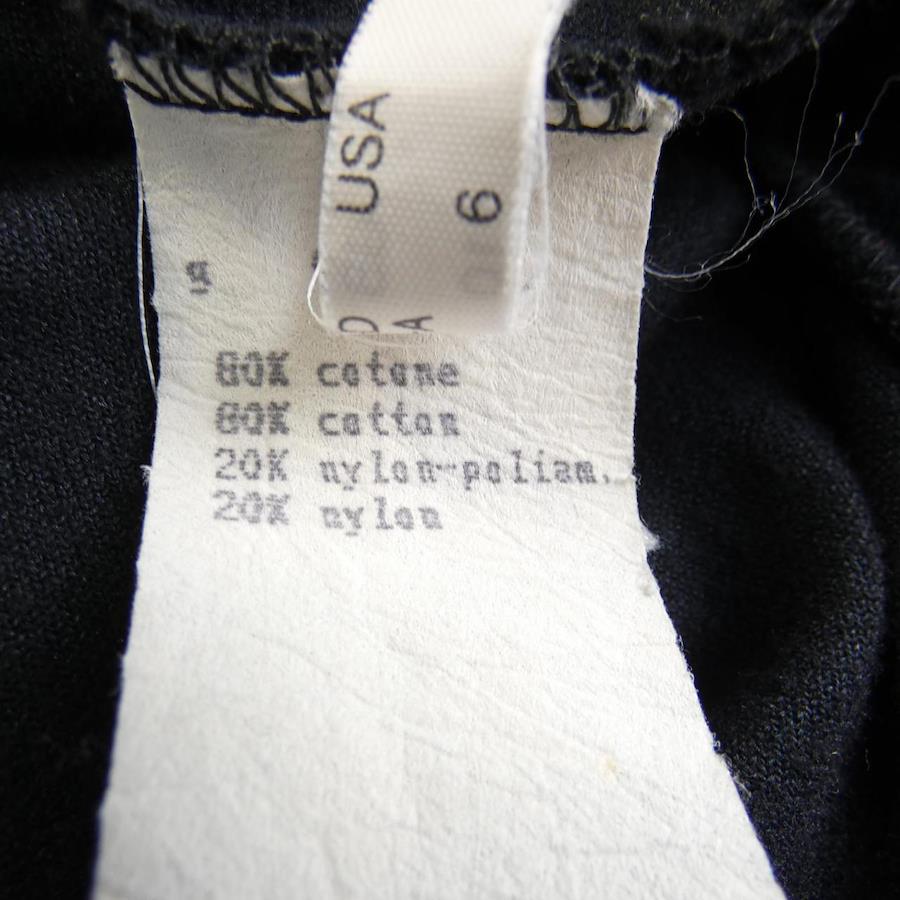 USA
6
80% cotone
80% cotton
20% nylon-poliam.
20% nylon